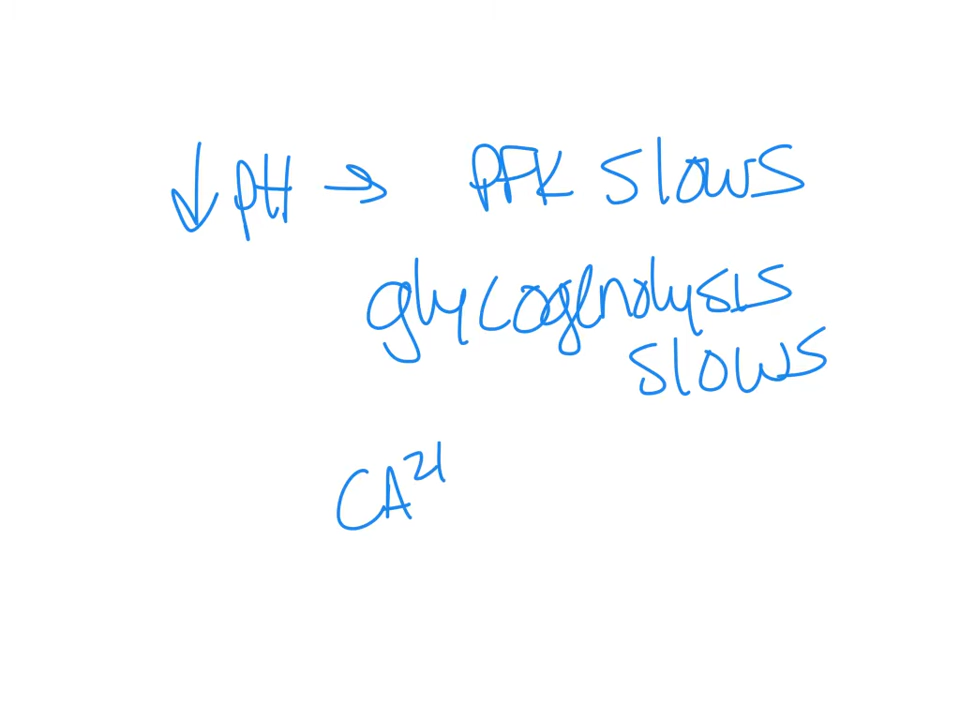 ↓ pH → PFK slows
glycogenolysis
slows
CA²⁺